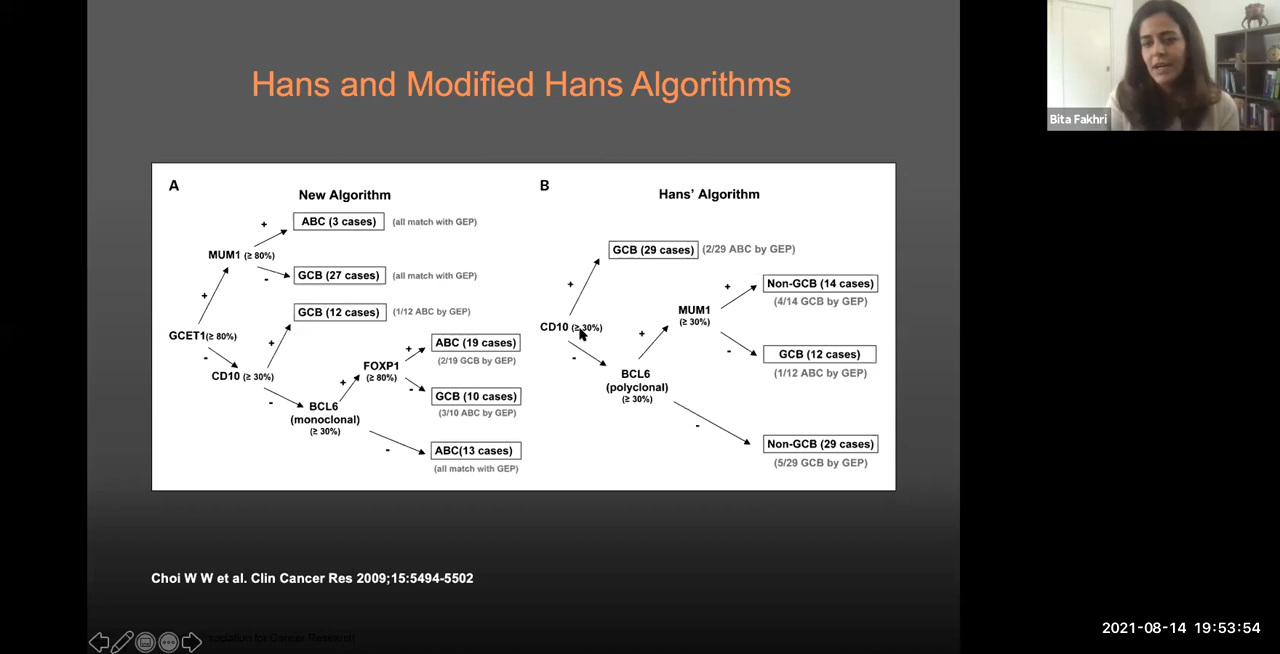 Hans and Modified Hans Algorithms
Bita Fakhri
A
New Algorithm
+
ABC (3 cases) (all match with GEP)
MUM1 (≥ 80%)
-
GCB (27 cases) (all match with GEP)
+
GCB (12 cases) (1/12 ABC by GEP)
GCET1(≥ 80%)
+
-
CD10 (≥ 30%)
FOXP1
(≥ 80%)
+
ABC (19 cases)
(2/19 GCB by GEP)
+
-
GCB (10 cases)
(3/10 ABC by GEP)
-
BCL6
(monoclonal)
(≥ 30%)
-
ABC(13 cases)
(all match with GEP)
B
Hans' Algorithm
GCB (29 cases) (2/29 ABC by GEP)
+
CD10 (≥ 30%)
-
MUM1
(≥ 30%)
+
Non-GCB (14 cases)
(4/14 GCB by GEP)
+
-
GCB (12 cases)
(1/12 ABC by GEP)
BCL6
(polyclonal)
(≥ 30%)
-
Non-GCB (29 cases)
(5/29 GCB by GEP)
Choi W W et al. Clin Cancer Res 2009;15:5494-5502
for Cancer Research
2021-08-14 19:53:54